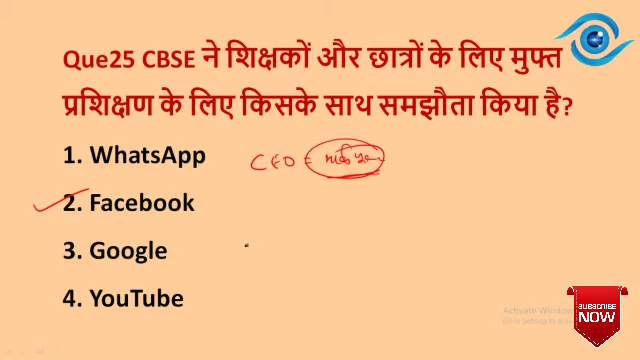 Que25 CBSE ने शिक्षकों और छात्रों के लिए मुफ्त
प्रशिक्षण के लिए किसके साथ समझौता किया है?
1. WhatsApp
CEO =
2. Facebook
3. Google
4. YouTube
SUBSCRIBE
NOW
Activate Window